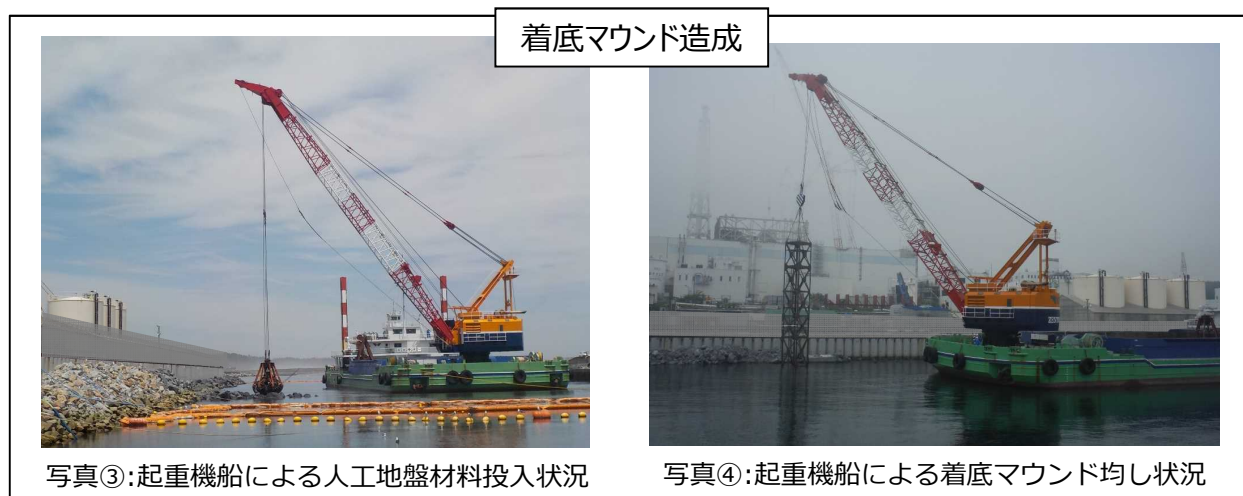 着底マウンド造成
写真③:起重機船による人工地盤材料投入状況
写真④:起重機船による着底マウンド均し状況